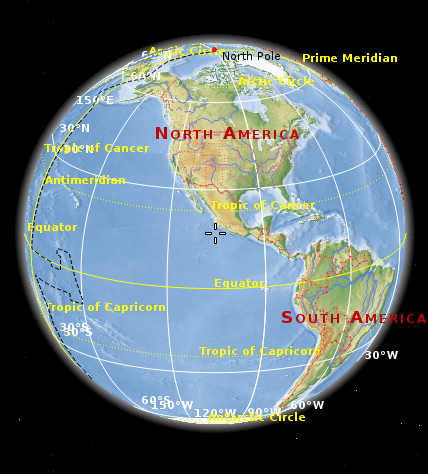 Arctic Circle
North Pole
Prime Meridian
60°N
Arctic Circle
150°E
30°N
NORTH AMERICA
Tropic of Cancer
Antimeridian
Tropic of Cancer
Equator
Equator
Tropic of Capricorn
SOUTH AMERICA
30°S
30°S
Tropic of Capricorn
30°W
60°S
150°W
120°W
90°W
60°W
Antarctic Circle